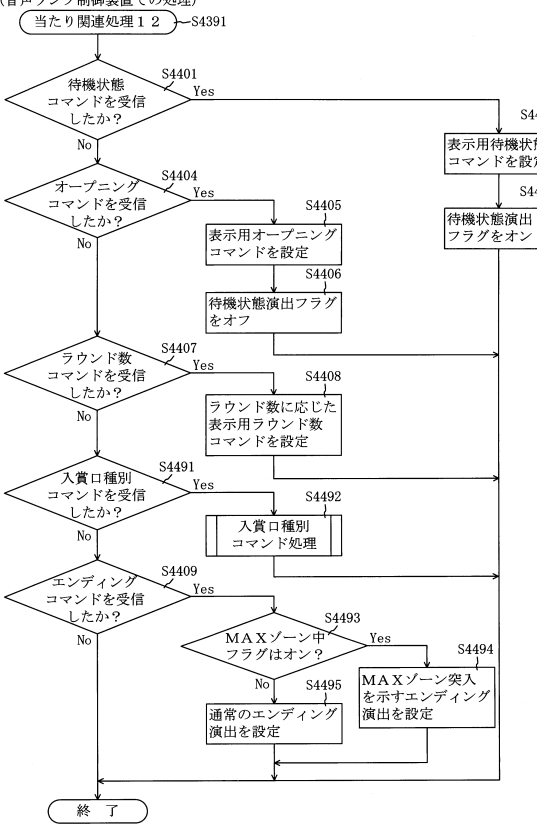 (音声ランプ制御装置での処理)
当たり関連処理12
S4391
待機状態
コマンドを受信
したか?
S4401
Yes
No
表示用待機状態
コマンドを設定
待機状態演出
フラグをオン
オープニング
コマンドを受信
したか?
S4404
Yes
No
S4405
表示用オープニング
コマンドを設定
S4406
待機状態演出フラグ
をオフ
ラウンド数
コマンドを受信
したか?
S4407
Yes
No
S4408
ラウンド数に応じた
表示用ラウンド数
コマンドを設定
入賞口種別
コマンドを受信
したか?
S4491
Yes
No
S4492
入賞口種別
コマンド処理
エンディング
コマンドを受信
したか?
S4409
Yes
No
MAXゾーン中
フラグはオン?
S4493
Yes
No
S4494
MAXゾーン突入
を示すエンディング
演出を設定
S4495
通常のエンディング
演出を設定
終 了